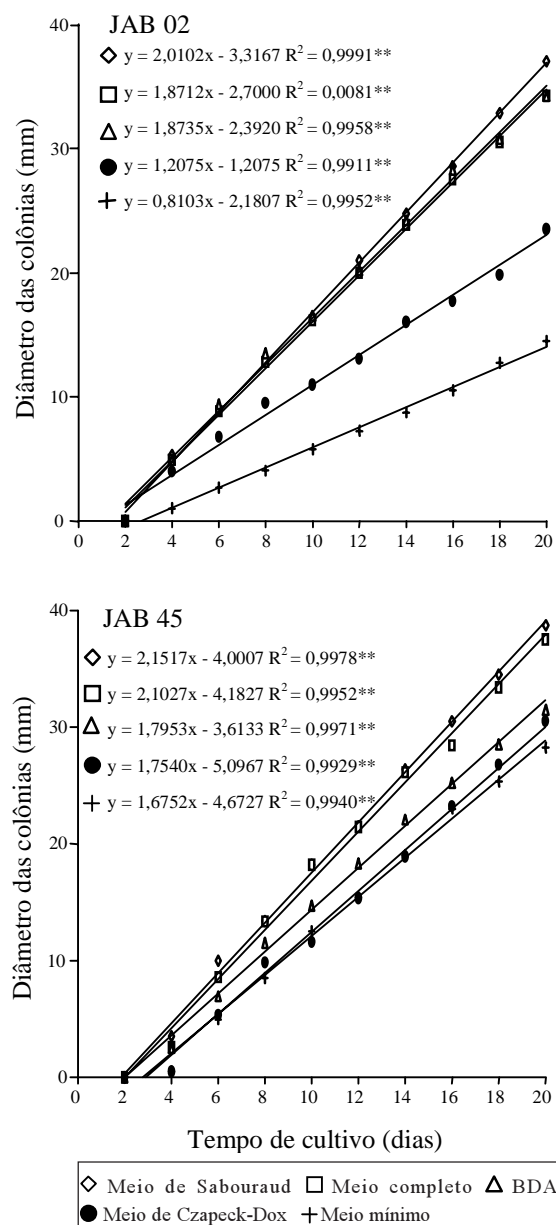 JAB 02
y = 2,0102x - 3,3167 R² = 0,9991**
y = 1,8712x - 2,7000 R² = 0,0081**
y = 1,8735x - 2,3920 R² = 0,9958**
y = 1,2075x - 1,2075 R² = 0,9911**
y = 0,8103x - 2,1807 R² = 0,9952**
Diâmetro das colônias (mm)
40
30
20
10
0
0 2 4 6 8 10 12 14 16 18 20
JAB 45
y = 2,1517x - 4,0007 R² = 0,9978**
y = 2,1027x - 4,1827 R² = 0,9952**
y = 1,7953x - 3,6133 R² = 0,9971**
y = 1,7540x - 5,0967 R² = 0,9929**
y = 1,6752x - 4,6727 R² = 0,9940**
Diâmetro das colônias (mm)
40
30
20
10
0
0 2 4 6 8 10 12 14 16 18 20
Tempo de cultivo (dias)
Meio de Sabouraud Meio completo BDA
Meio de Czapeck-Dox Meio mínimo